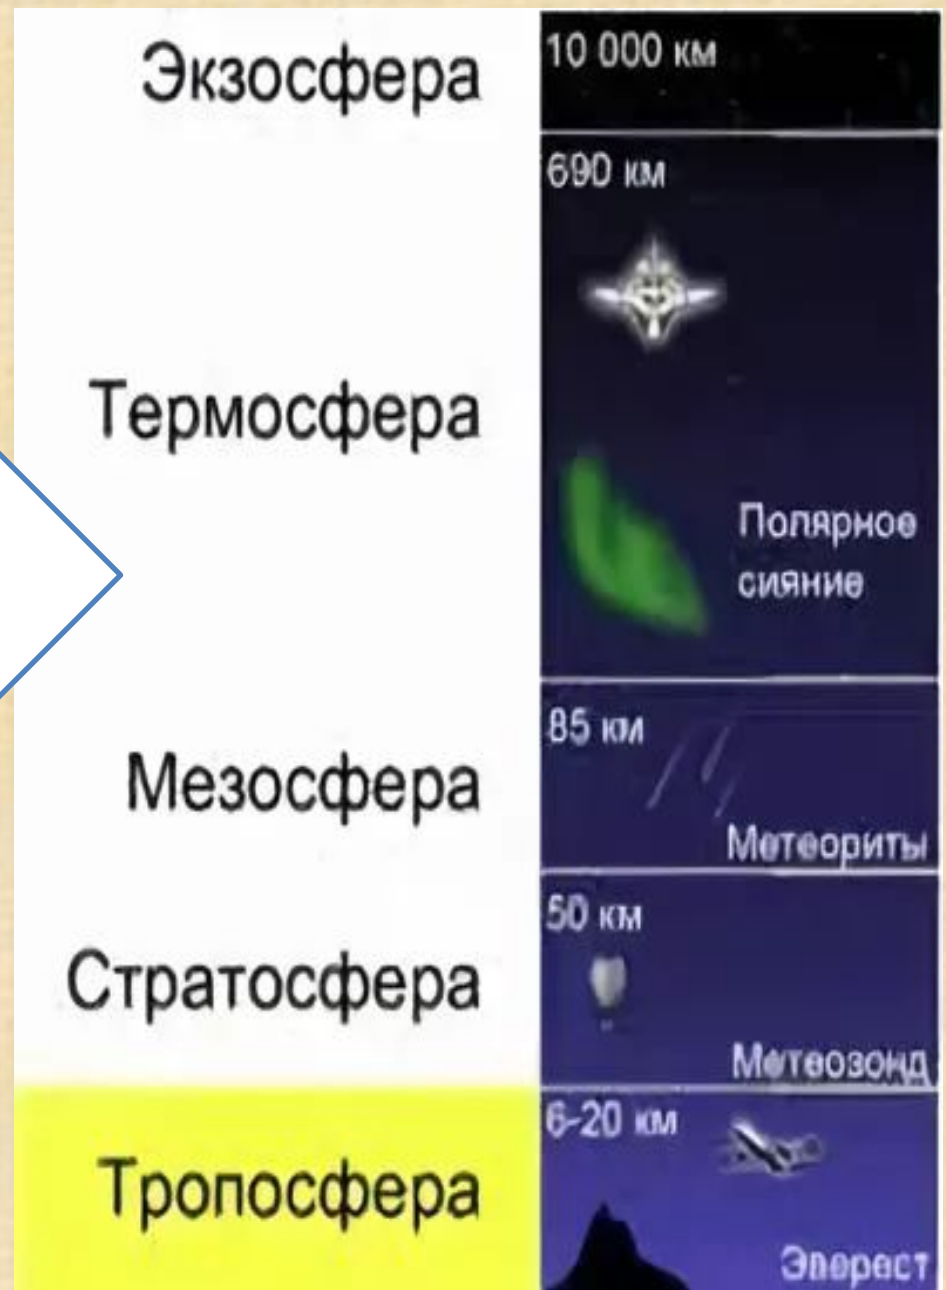 Экзосфера
10 000 км
690 км
Термосфера
Полярное
сияние
Мезосфера
85 км
Метеориты
Стратосфера
50 км
Метеозонд
Тропосфера
6-20 км
Эверест